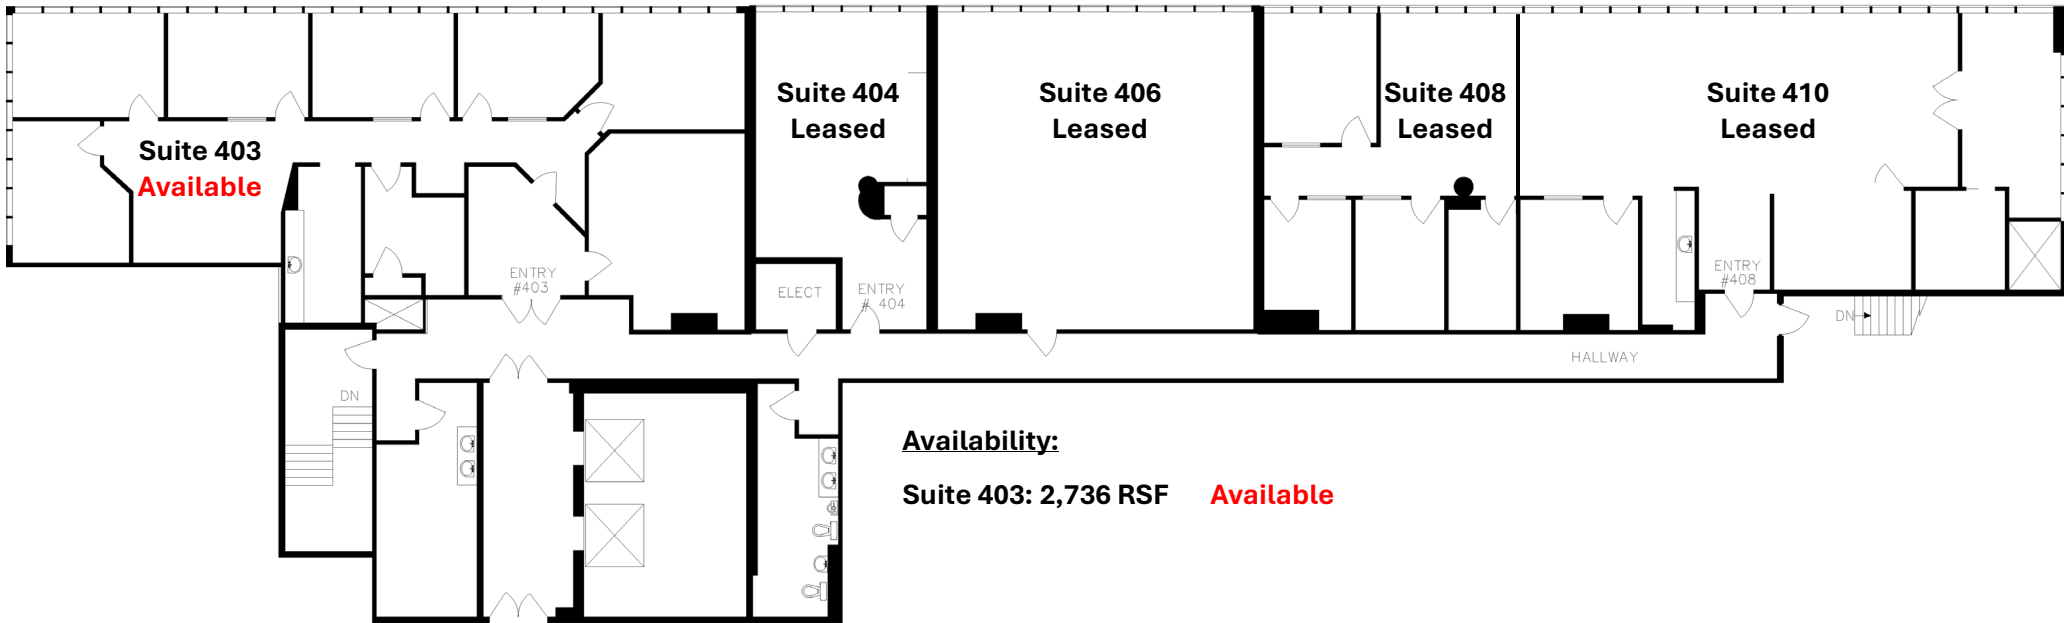 Suite 403
Available
Suite 404
Leased
Suite 406
Leased
Suite 408
Leased
Suite 410
Leased
ENTRY
#403
ELECT
ENTRY
# 404
ENTRY
#408
DN
HALLWAY
DN
Availability:
Suite 403: 2,736 RSF Available